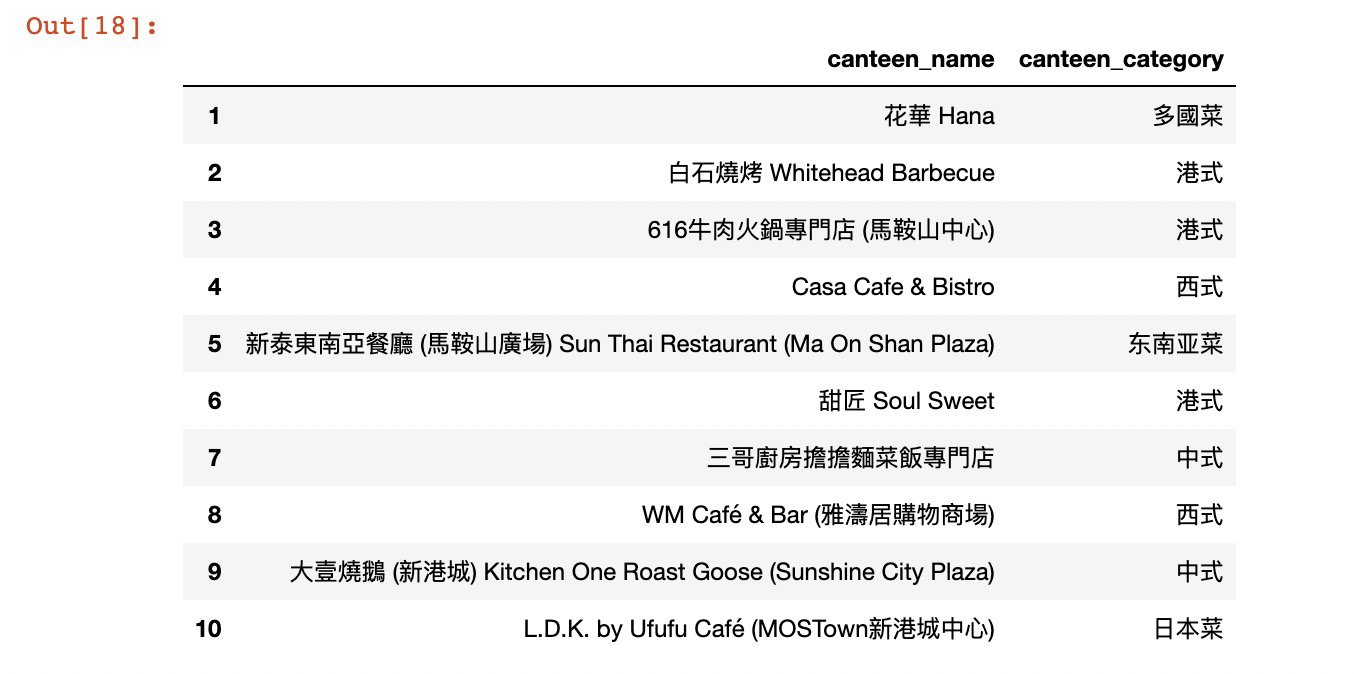 Out[18]:
canteen_name canteen_category
1 花華 Hana 多國菜
2 白石燒烤 Whitehead Barbecue 港式
3 616牛肉火鍋專門店 (馬鞍山中心) 港式
4 Casa Cafe & Bistro 西式
5 新泰東南亞餐廳 (馬鞍山廣場) Sun Thai Restaurant (Ma On Shan Plaza) 东南亚菜
6 甜匠 Soul Sweet 港式
7 三哥廚房擔擔麵菜飯專門店 中式
8 WM Café & Bar (雅濤居購物商場) 西式
9 大壹燒鵝 (新港城) Kitchen One Roast Goose (Sunshine City Plaza) 中式
10 L.D.K. by Ufufu Café (MOSTown新港城中心) 日本菜